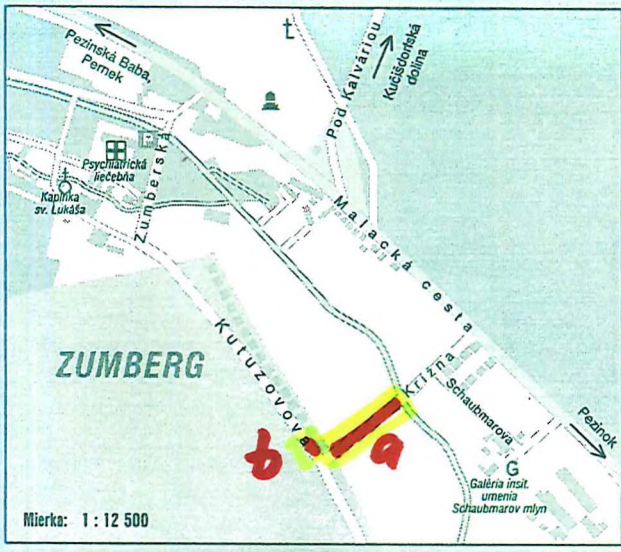 t
Pezinská Baba,
Pernek
Pod Kalváriou
Kučišdorfská
dolina
Psychiatrická
liečebňa
Kaplnka
sv. Lukáša
Zumberská
Malacká cesta
ZUMBERG
Kutuzovova
Krížna
Schaubmarova
Pezinok
b
a
G
Galéria insit.
umenia
Schaubmarov mlyn
Mierka: 1 : 12 500